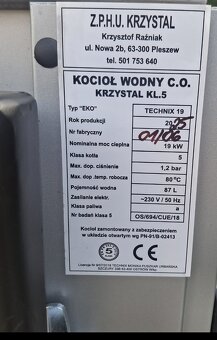 Z.P.H.U. KRZYSTAL
Krzysztof Raźniak
ul. Nowa 2b, 63-300 Pleszew
tel. 501 753 640
KOCIOŁ WODNY C.O.
KRZYSTAL KL.5
Typ "EKO" TECHNIX 19
Rok produkcji 2025
Nr fabryczny
Nominalna moc cieplna 19 kW
Klasa kotła 5
Max. dop. ciśnienie 1,2 bar
Max. dop. temp. robocza 80°C
Pojemność wodna 87 L
Zasilanie elektr. ~230 V / 50 Hz
Klasa paliwa a
Nr badań klasa 5 OS/694/CUE/18
Kocioł zamontowany z zabezpieczeniem
w układzie otwartym wg PN-91/B-02413
5
CE